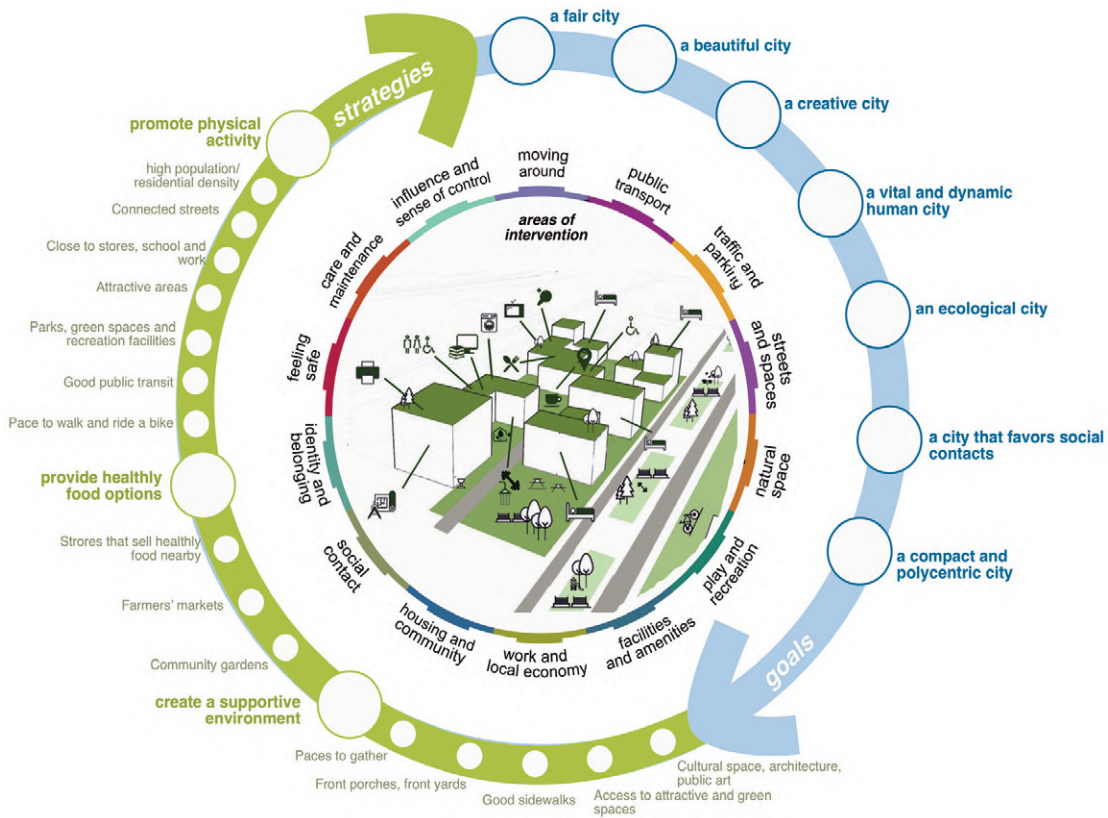 strategies
promote physical
activity
high population/
residential density
Connected streets
Close to stores, school and
work
Attractive areas
Parks, green spaces and
recreation facilities
Good public transit
Pace to walk and ride a bike
provide healthly
food options
Strores that sell healthly
food nearby
Farmers' markets
Community gardens
create a supportive
environment
Paces to gather
Front porches, front yards
Good sidewalks
Access to attractive and green
spaces
Cultural space, architecture,
public art
a fair city
a beautiful city
a creative city
a vital and dynamic
human city
an ecological city
a city that favors social
contacts
a compact and
polycentric city
goals
areas of
intervention
moving
around
public
transport
traffic and
parking
streets
and spaces
natural
space
play and
recreation
facilities
and amenities
work and
local economy
housing and
community
social
contact
identity and
belonging
feeling
safe
care and
maintenance
influence and
sense of control